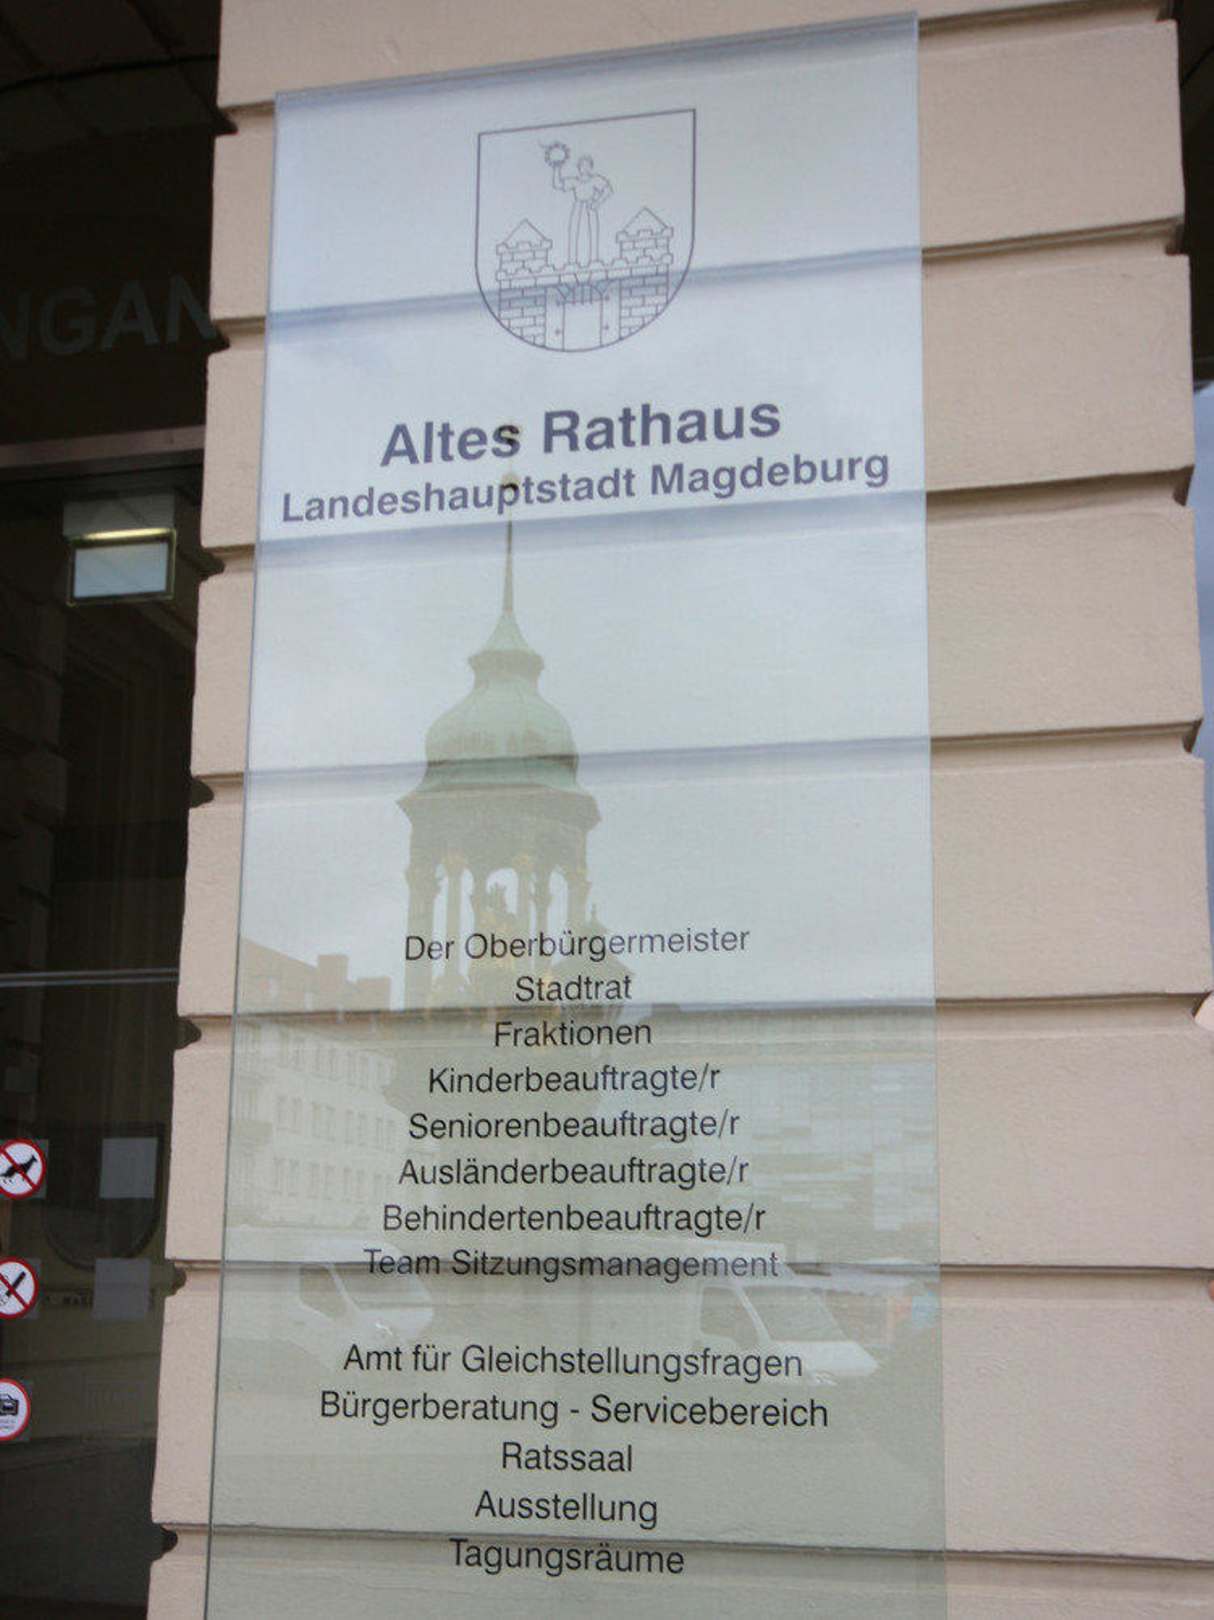 Altes Rathaus
Landeshauptstadt Magdeburg
Der Oberbürgermeister
Stadtrat
Fraktionen
Kinderbeauftragte/r
Seniorenbeauftragte/r
Ausländerbeauftragte/r
Behindertenbeauftragte/r
Team Sitzungsmanagement
Amt für Gleichstellungsfragen
Bürgerberatung - Servicebereich
Ratssaal
Ausstellung
Tagungsräume
NGAN